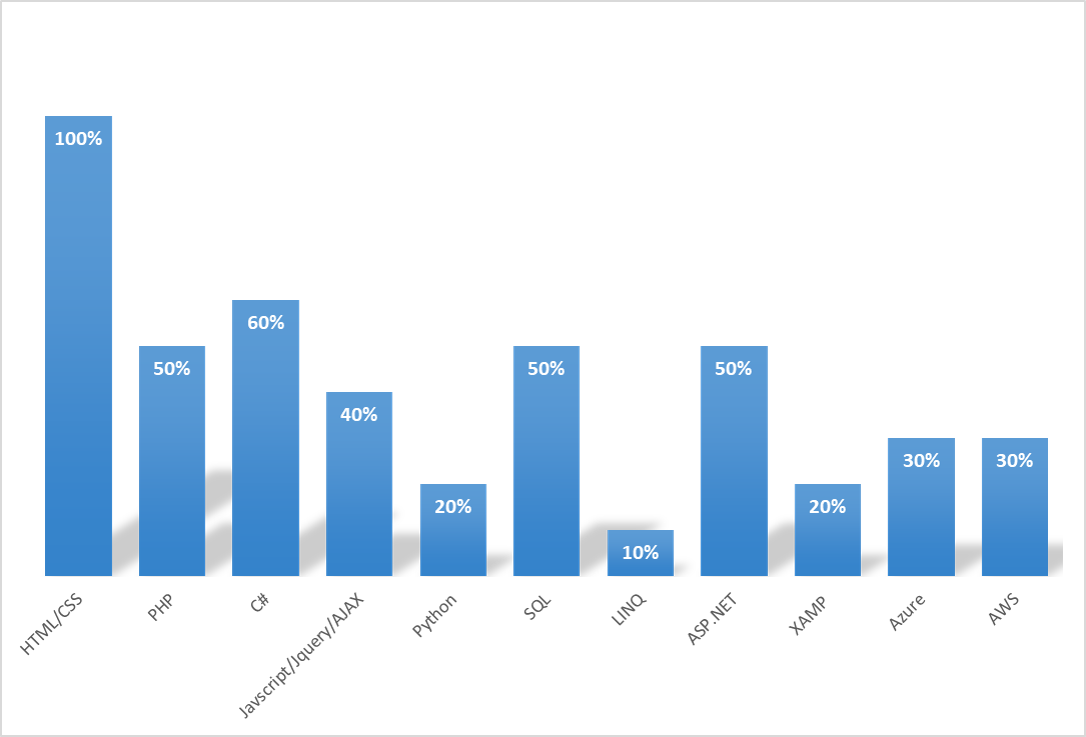 100%
50%
60%
40%
20%
50%
10%
50%
20%
30%
30%
HTML/CSS
PHP
C#
Javscript/Jquery/AJAX
Python
SQL
LINQ
ASP.NET
XAMP
Azure
AWS